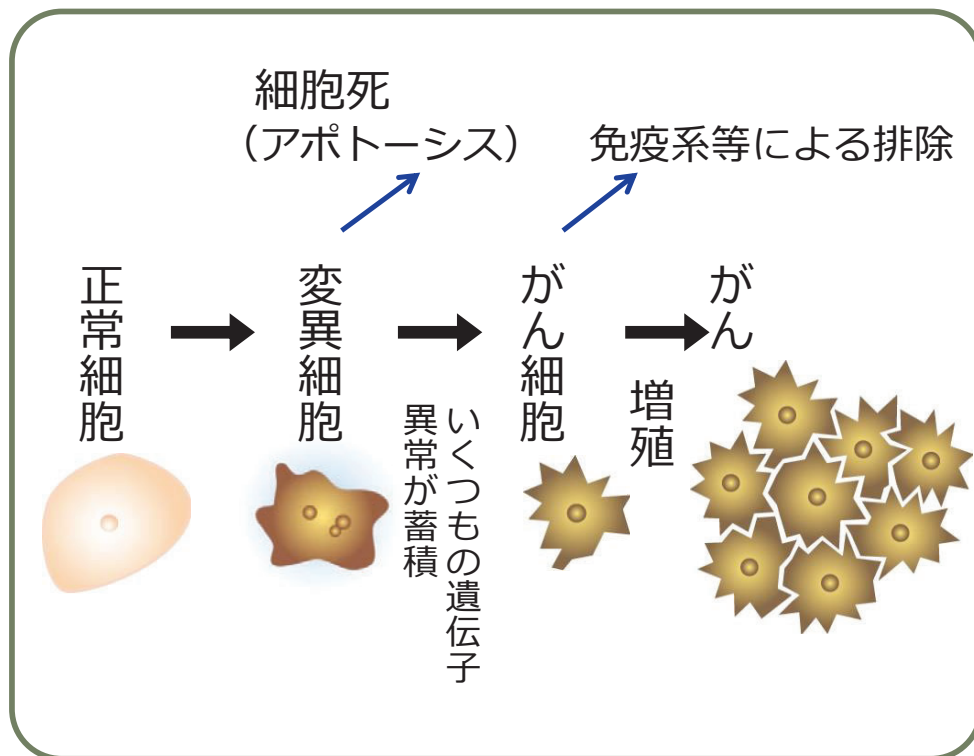 細胞死
（アポトーシス）
免疫系等による排除
正常細胞
変異細胞
いくつもの遺伝子
異常が蓄積
がん細胞
増殖
がん